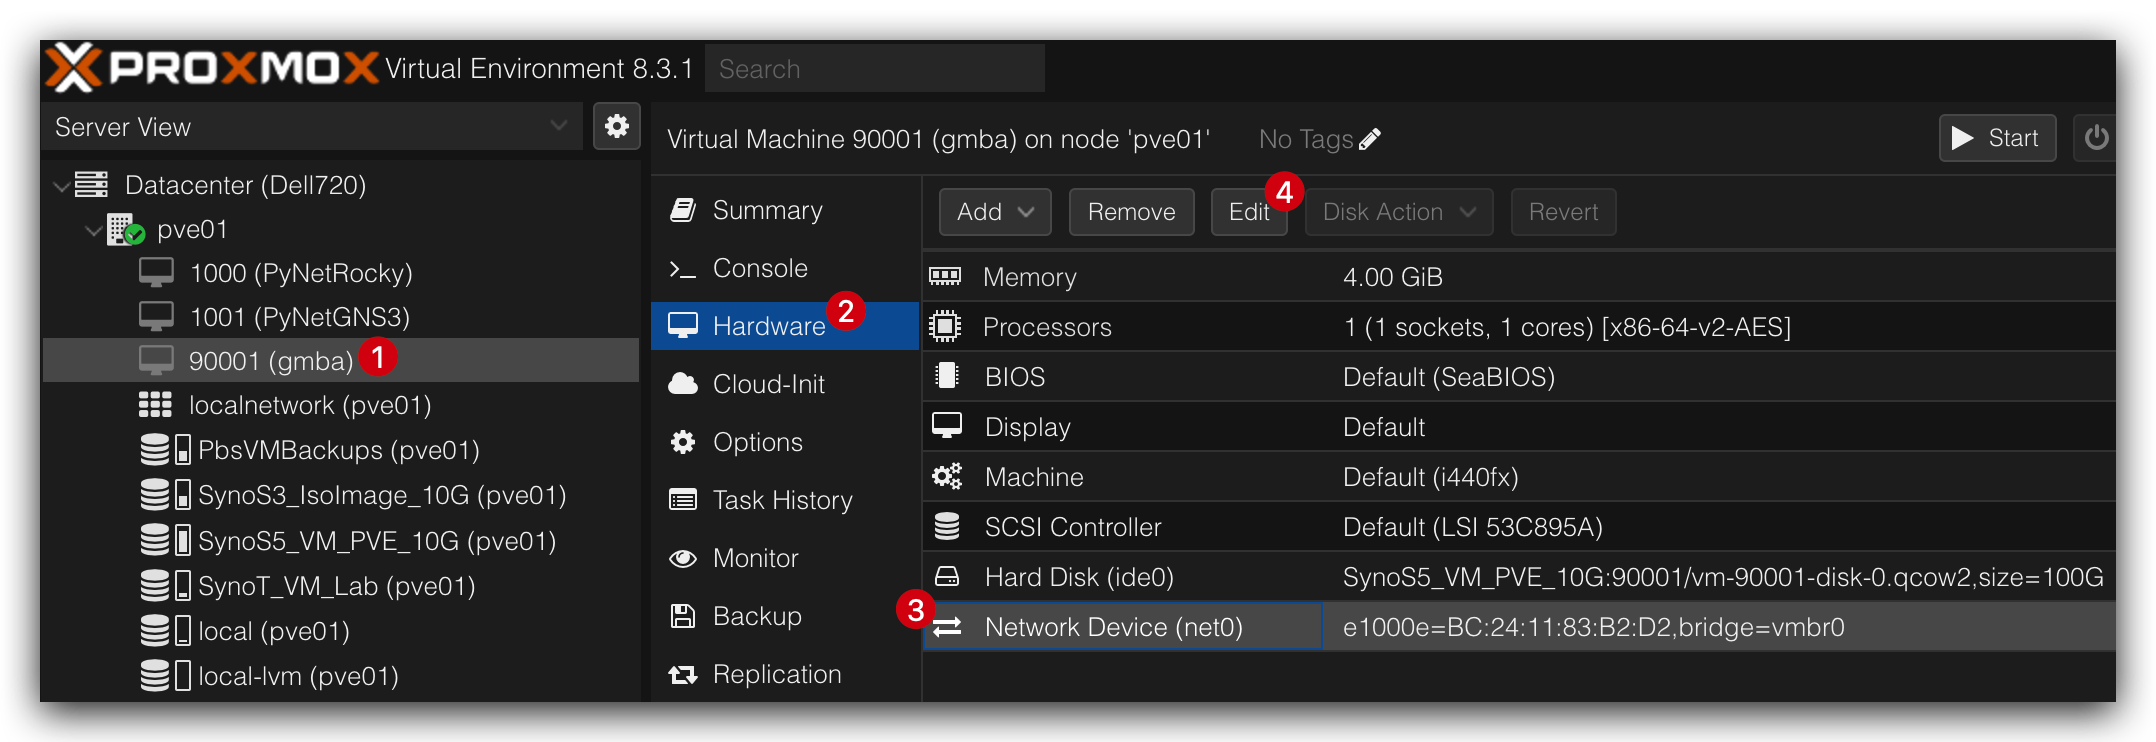 PROXMOX Virtual Environment 8.3.1 Search
Server View
Virtual Machine 90001 (gmba) on node 'pve01' No Tags Start
Datacenter (Dell720)
pve01
1000 (PyNetRocky)
1001 (PyNetGNS3)
90001 (gmba) 1
localnetwork (pve01)
PbsVMBackups (pve01)
SynoS3_IsoImage_10G (pve01)
SynoS5_VM_PVE_10G (pve01)
SynoT_VM_Lab (pve01)
local (pve01)
local-lvm (pve01)
Summary
Console
Hardware 2
Cloud-Init
Options
Task History
Monitor
Backup
Replication
Add Remove Edit 4 Disk Action Revert
Memory 4.00 GiB
Processors 1 (1 sockets, 1 cores) [x86-64-v2-AES]
BIOS Default (SeaBIOS)
Display Default
Machine Default (i440fx)
SCSI Controller Default (LSI 53C895A)
Hard Disk (ide0) SynoS5_VM_PVE_10G:90001/vm-90001-disk-0.qcow2,size=100G
3 Network Device (net0) e1000e=BC:24:11:83:B2:D2,bridge=vmbr0